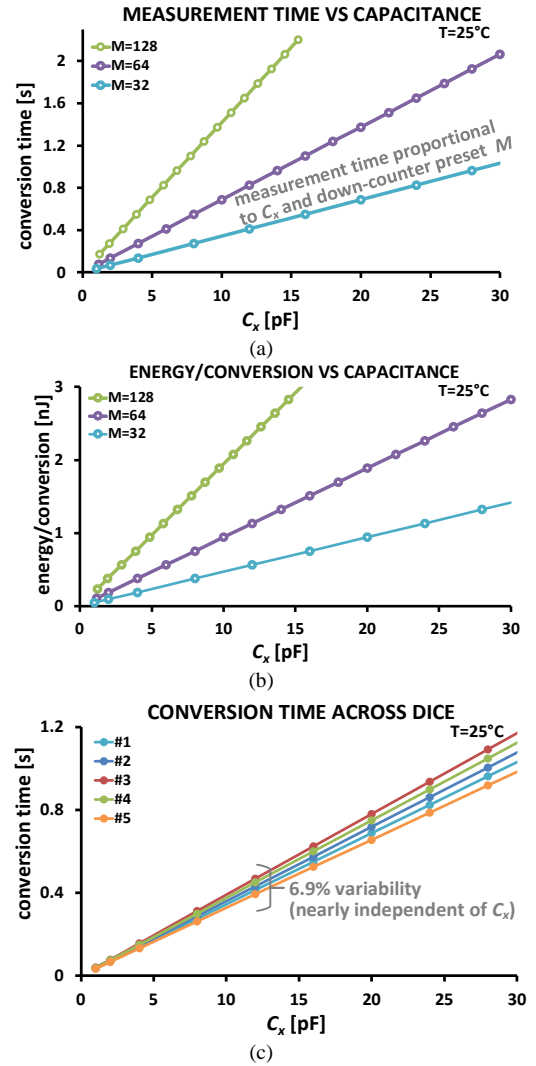 MEASUREMENT TIME VS CAPACITANCE
T=25°C
M=128
M=64
M=32
conversion time [s]
2
1.6
1.2
0.8
0.4
0
measurement time proportional
to Cx and down-counter preset M
0 5 10 15 20 25 30
Cx [pF]
(a)
ENERGY/CONVERSION VS CAPACITANCE
T=25°C
M=128
M=64
M=32
energy/conversion [nJ]
3
2
1
0
0 5 10 15 20 25 30
Cx [pF]
(b)
CONVERSION TIME ACROSS DICE
T=25°C
#1
#2
#3
#4
#5
conversion time [s]
1.2
0.8
0.4
0
6.9% variability
(nearly independent of Cx)
0 5 10 15 20 25 30
Cx [pF]
(c)